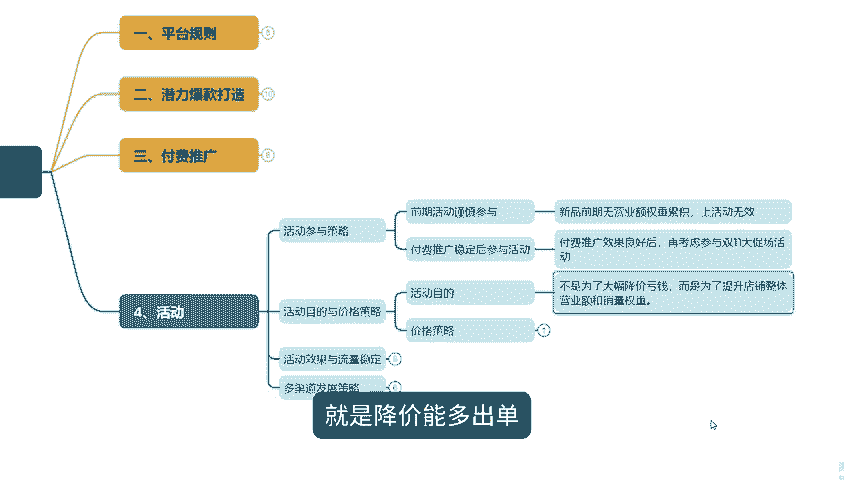 一、平台规则
二、潜力爆款打造
三、付费推广
4、活动
活动参与策略
前期活动谨慎参与
新品前期无营业额权重累积，上活动无效
付费推广稳定后参与活动
付费推广效果良好后，再考虑参与双11大促场活
动
活动目的与价格策略
活动目的
不是为了大幅降价亏钱，而是为了提升店铺整体
营业额和销量权重。
价格策略
活动效果与流量稳定
多渠道发展策略
就是降价能多出单